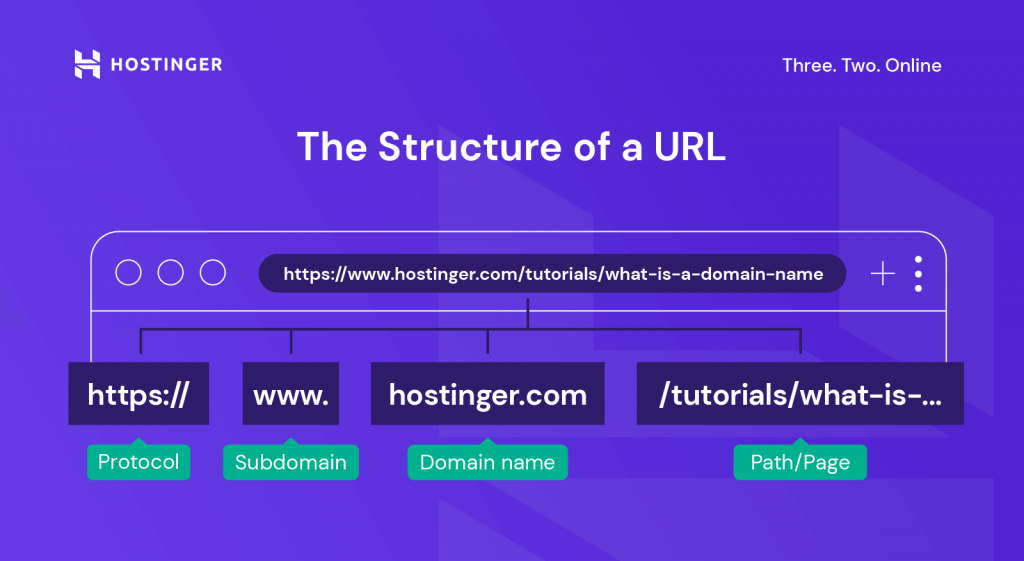 HOSTINGER
Three. Two. Online
The Structure of a URL
https://www.hostinger.com/tutorials/what-is-a-domain-name
https://
www.
hostinger.com
/tutorials/what-is-...
Protocol
Subdomain
Domain name
Path/Page